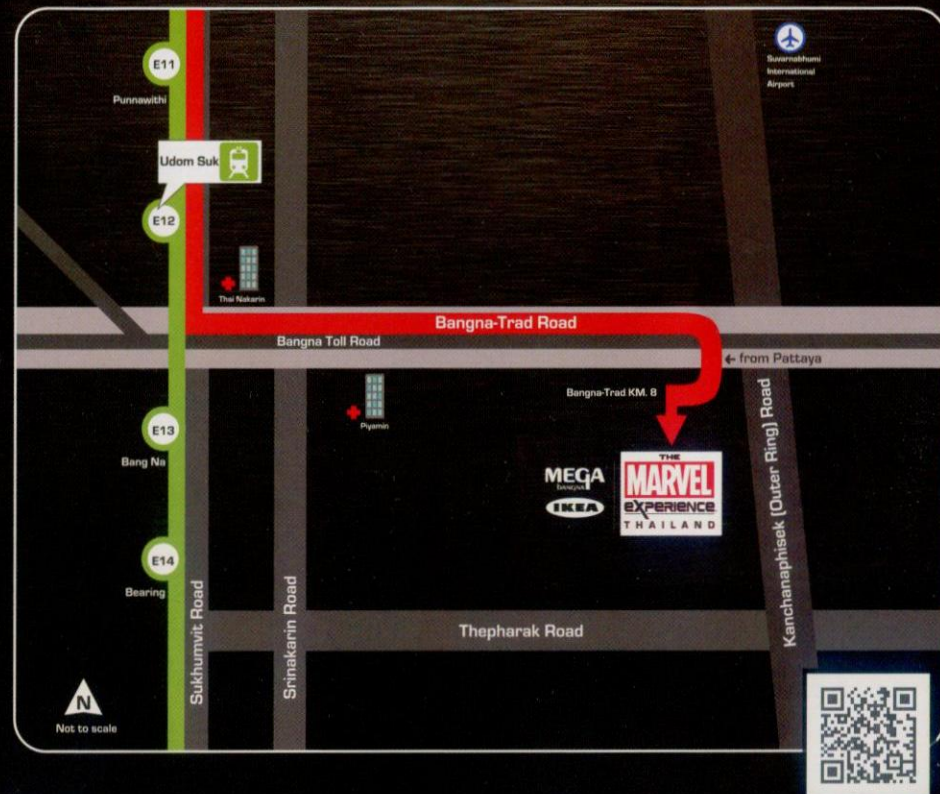 E11
Punnawithi
Suvarnabhumi
International
Airport
Udom Suk
E12
Thai Nakarin
Bangna-Trad Road
Bangna Toll Road
← from Pattaya
Bangna-Trad KM. 8
Piyamin
E13
Bang Na
MEGA
BANGNA
IKEA
THE
MARVEL
eXPERIENCE
THAILAND
E14
Bearing
Sukhumvit Road
Srinakarin Road
Kanchanaphisek (Outer Ring) Road
Thepharak Road
N
Not to scale